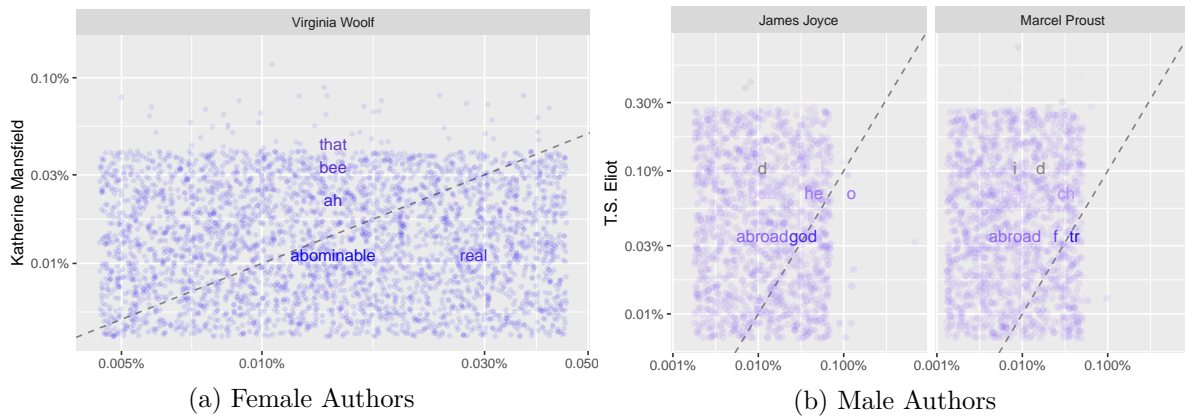 Virginia Woolf
Katherine Mansfield
0.10%
0.03%
0.01%
that
bee
ah
abominable
real
0.005%
0.010%
0.030%
0.050%
(a) Female Authors
James Joyce
Marcel Proust
T.S. Eliot
0.30%
0.10%
0.03%
0.01%
d
he
o
abroad
god
i
d
ch
abroad
f
tr
0.001%
0.010%
0.100%
0.001%
0.010%
0.100%
(b) Male Authors